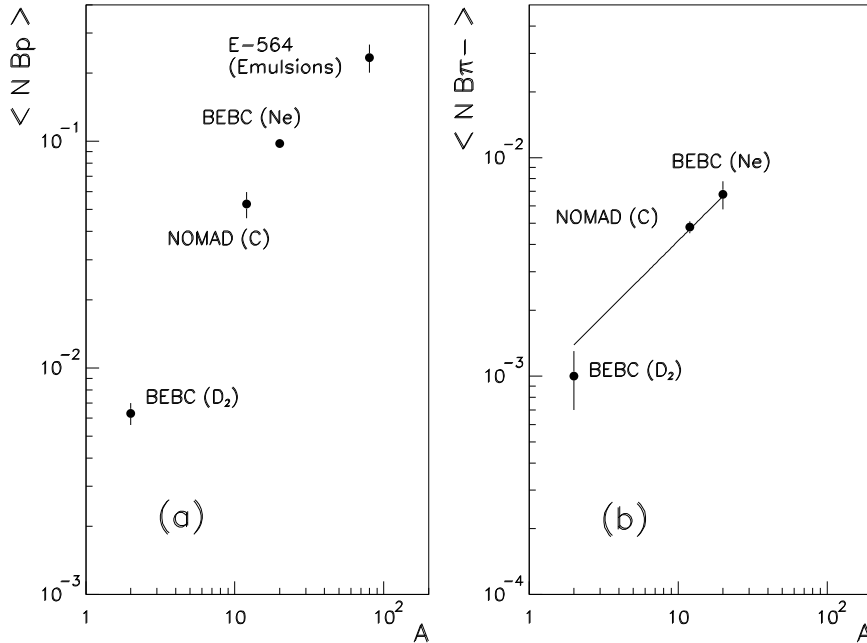 < N Bp >
10⁻¹
10⁻²
10⁻³
E-564
(Emulsions)
BEBC (Ne)
NOMAD (C)
BEBC (D₂)
(a)
1
10
10²
A
< N Bπ− >
10⁻²
10⁻³
10⁻⁴
BEBC (Ne)
NOMAD (C)
BEBC (D₂)
(b)
1
10
10²
A